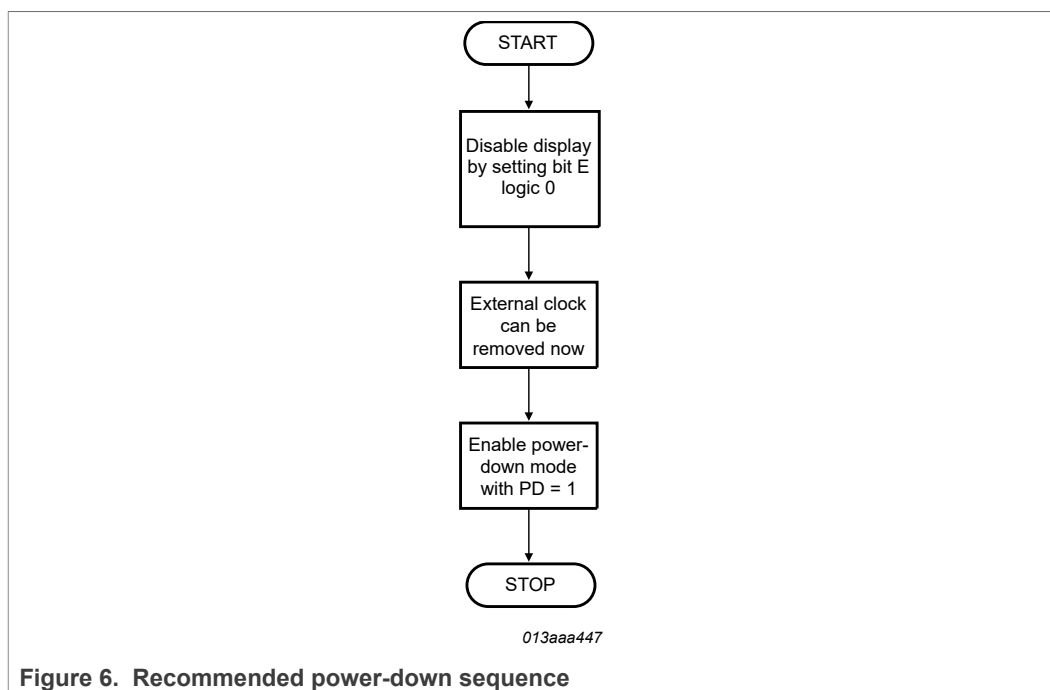 START
Disable display
by setting bit E
logic 0
External clock
can be
removed now
Enable power-
down mode
with PD = 1
STOP
013aaa447
Figure 6. Recommended power-down sequence